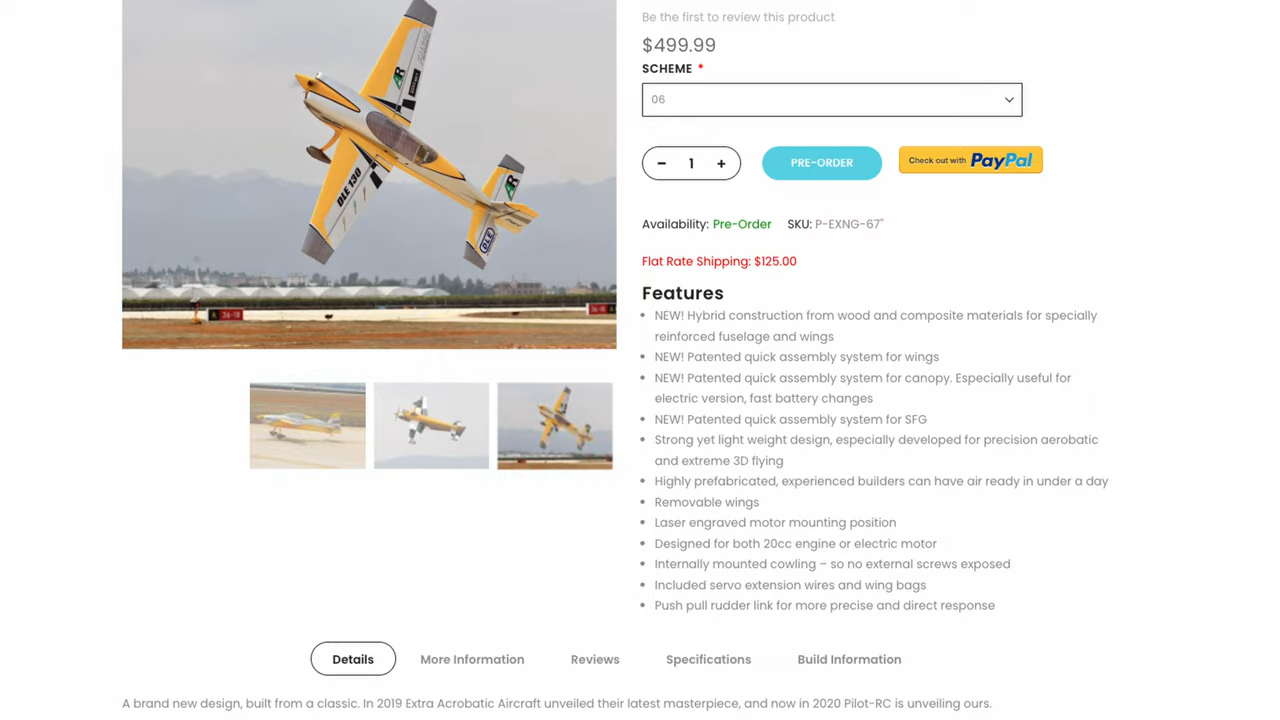 Be the first to review this product
$499.99
SCHEME *
06
− 1 +
PRE-ORDER
Check out with PayPal
Availability: Pre-Order
SKU: P-EXNG-67"
Flat Rate Shipping: $125.00
Features
NEW! Hybrid construction from wood and composite materials for specially
reinforced fuselage and wings
NEW! Patented quick assembly system for wings
NEW! Patented quick assembly system for canopy. Especially useful for
electric version, fast battery changes
NEW! Patented quick assembly system for SFG
Strong yet light weight design, especially developed for precision aerobatic
and extreme 3D flying
Highly prefabricated, experienced builders can have air ready in under a day
Removable wings
Laser engraved motor mounting position
Designed for both 20cc engine or electric motor
Internally mounted cowling – so no external screws exposed
Included servo extension wires and wing bags
Push pull rudder link for more precise and direct response
DLE 130
DLE
A 36-18
Details
More Information
Reviews
Specifications
Build Information
A brand new design, built from a classic. In 2019 Extra Acrobatic Aircraft unveiled their latest masterpiece, and now in 2020 Pilot-RC is unveiling ours.